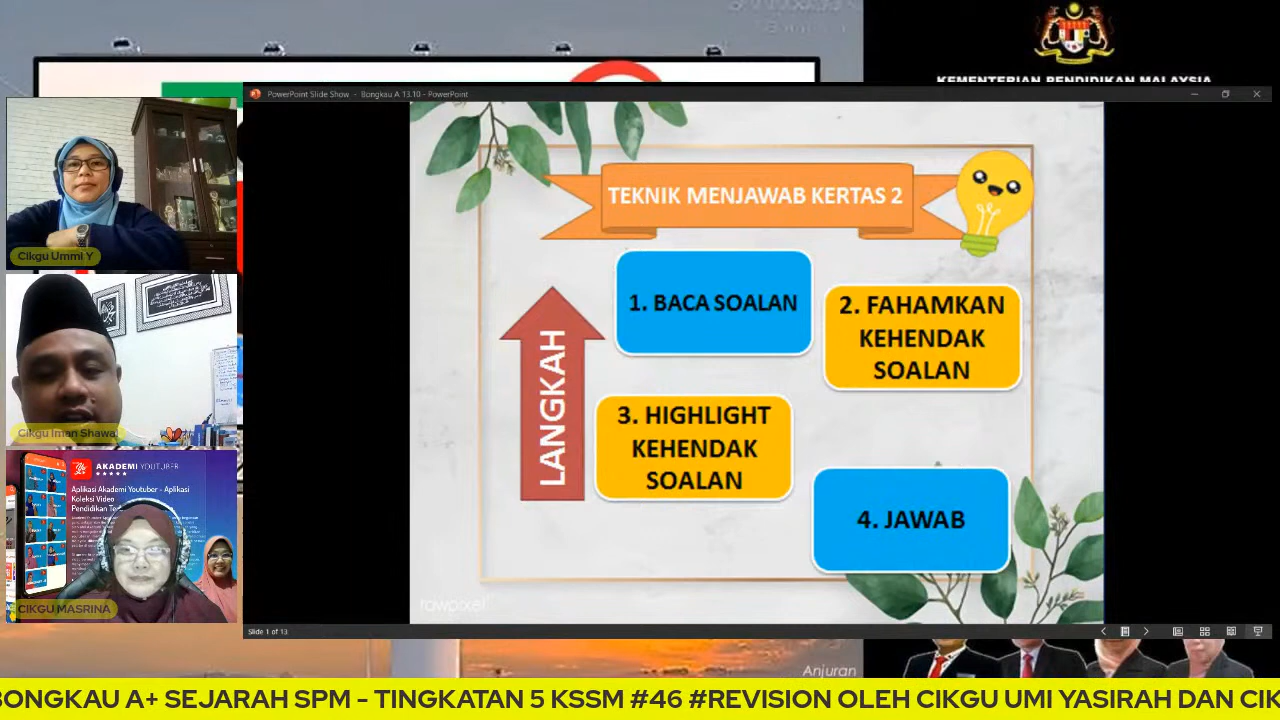 KEMENTERIAN PENDIDIKAN MALAYSIA
PowerPoint Slide Show - Bongkau A 13.10 - PowerPoint
TEKNIK MENJAWAB KERTAS 2
LANGKAH
1. BACA SOALAN
2. FAHAMKAN
KEHENDAK
SOALAN
3. HIGHLIGHT
KEHENDAK
SOALAN
4. JAWAB
rawpixel
Slide 1 of 13
Cikgu Ummi Y
Cikgu Iman Shawal
AKADEMI YOUTUBER
Aplikasi Akademi Youtuber - Aplikasi
Koleksi Video
CIKGU MASRINA
Anjuran
BONGKAU A+ SEJARAH SPM - TINGKATAN 5 KSSM #46 #REVISION OLEH CIKGU UMI YASIRAH DAN CIK